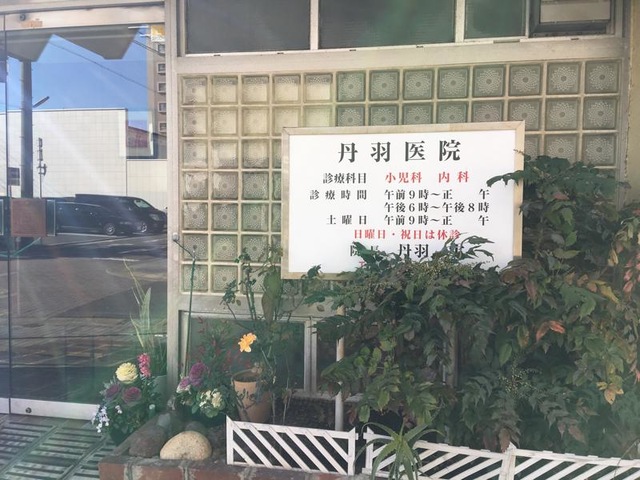 丹羽医院
診療科目 小児科 内科
診療時間 午前9時～正 午
午後6時～午後8時
土曜日 午前9時～正 午
日曜日・祝日は休診
院長 丹羽